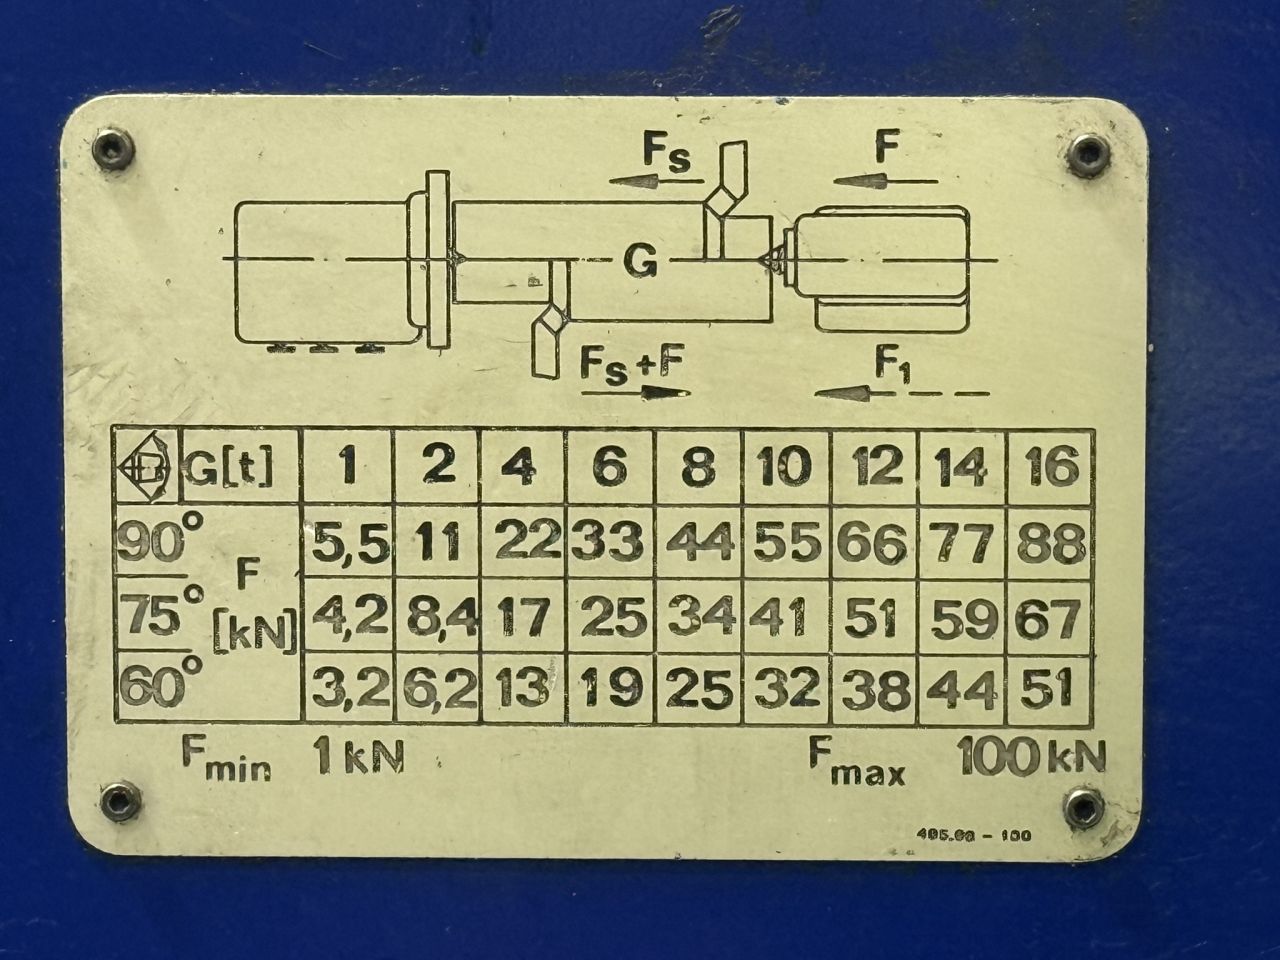 Fs F
G
Fs+F F1
G[t] 1 2 4 6 8 10 12 14 16
90° 5,5 11 22 33 44 55 66 77 88
F [kN]
75° 4,2 8,4 17 25 34 41 51 59 67
60° 3,2 6,2 13 19 25 32 38 44 51
Fmin 1kN Fmax 100kN